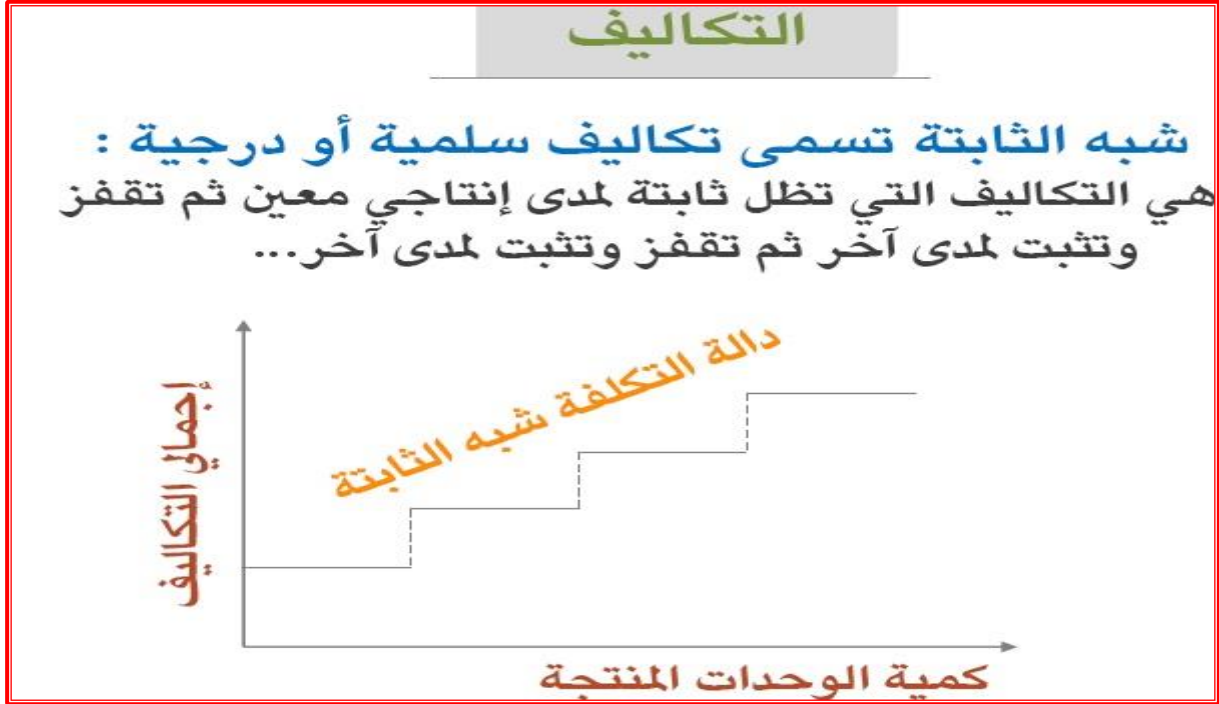 التكاليف
شبه الثابتة تسمى تكاليف سلمية أو درجية :
هي التكاليف التي تظل ثابتة لمدى إنتاجي معين ثم تقفز
وتثبت لمدى آخر ثم تقفز وتثبت لمدى آخر...
دالة التكلفة شبه الثابتة
إجمالي التكاليف
كمية الوحدات المنتجة